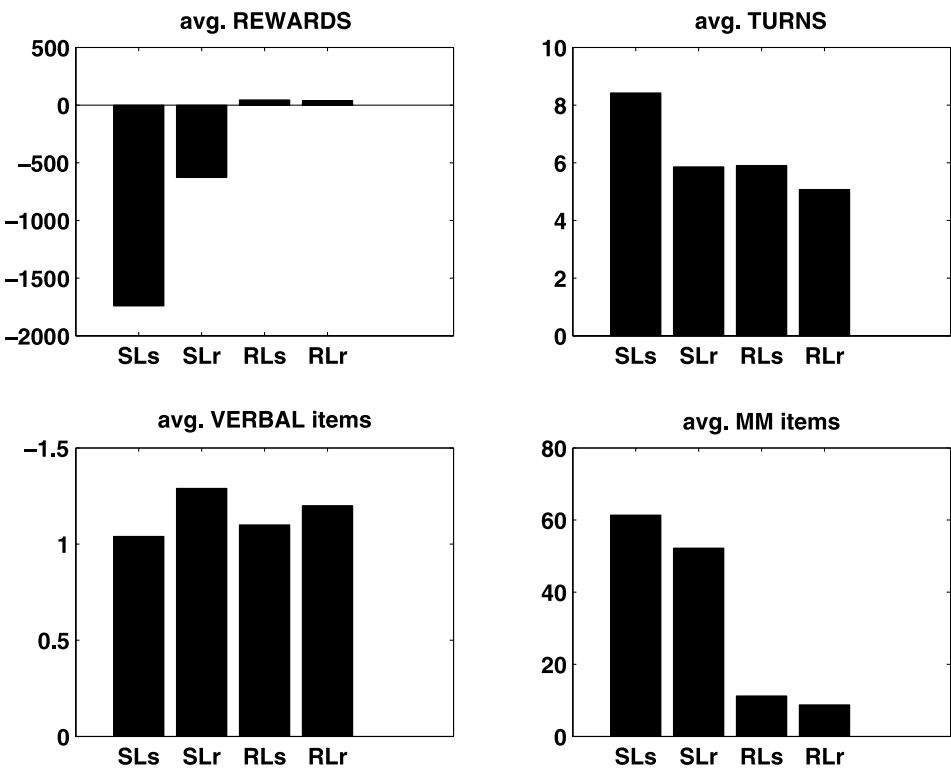 avg. REWARDS
500
0
−500
−1000
−1500
−2000
SLs SLr RLs RLr
avg. TURNS
10
8
6
4
2
0
SLs SLr RLs RLr
avg. VERBAL items
−1.5
1
0.5
0
SLs SLr RLs RLr
avg. MM items
80
60
40
20
0
SLs SLr RLs RLr